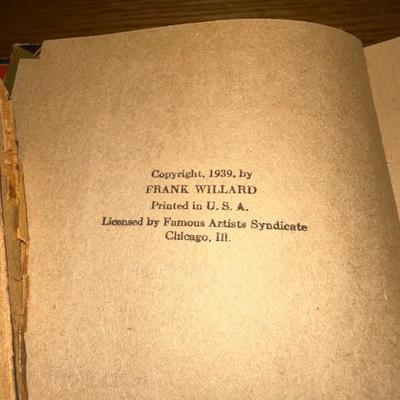 Copyright, 1939, by
FRANK WILLARD
Printed in U. S. A.
Licensed by Famous Artists Syndicate
Chicago, Ill.